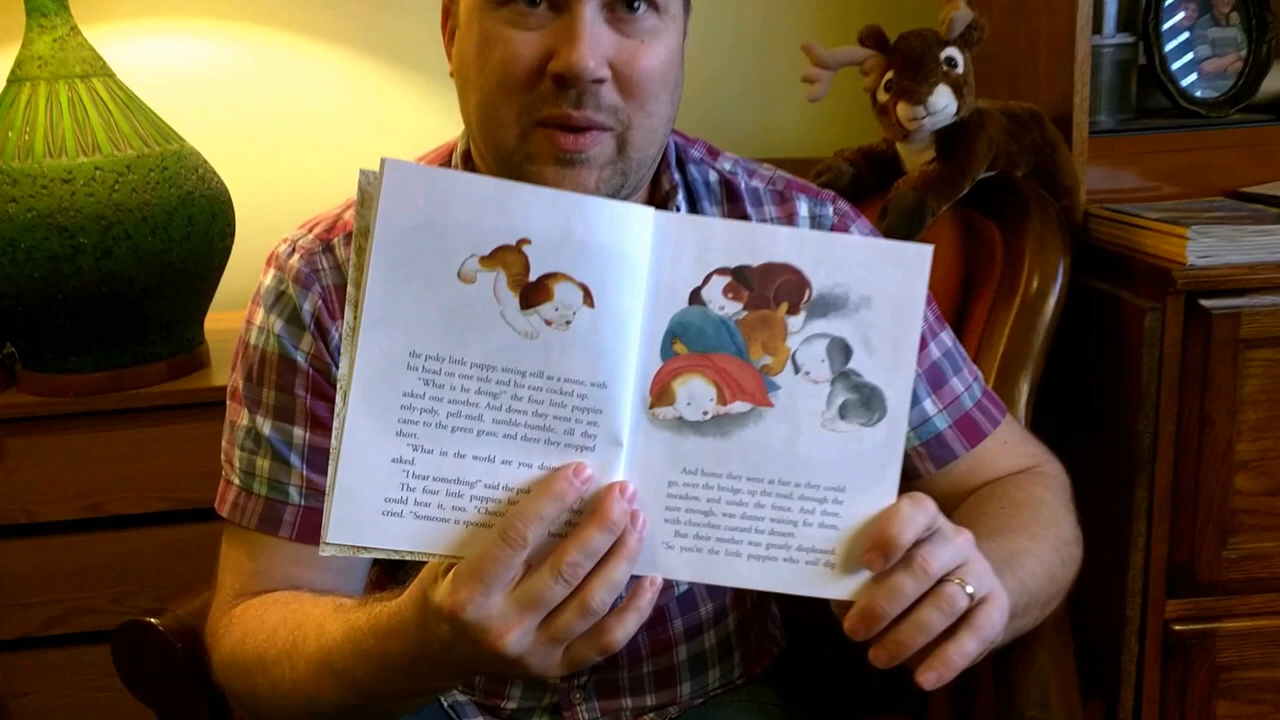 the poky little puppy, sitting still as a stone, with
his head on one side and his ears cocked up.
"What is he doing?" the four little puppies
asked one another. And down they went to see,
roly-poly, pell-mell, tumble-bumble, till they
came to the green grass; and there they stopped
short.
"What in the world are you doing
asked.
"I hear something!" said the pok
The four little puppies lis they
could hear it, too. "Choco the
cried. "Someone is spoonin bowl
And home they went as fast as they could
go, over the bridge, up the road, through the
meadow, and under the fence. And there,
sure enough, was dinner waiting for them,
with chocolate custard for dessert.
But their mother was greatly displeased.
"So you're the little puppies who will dig